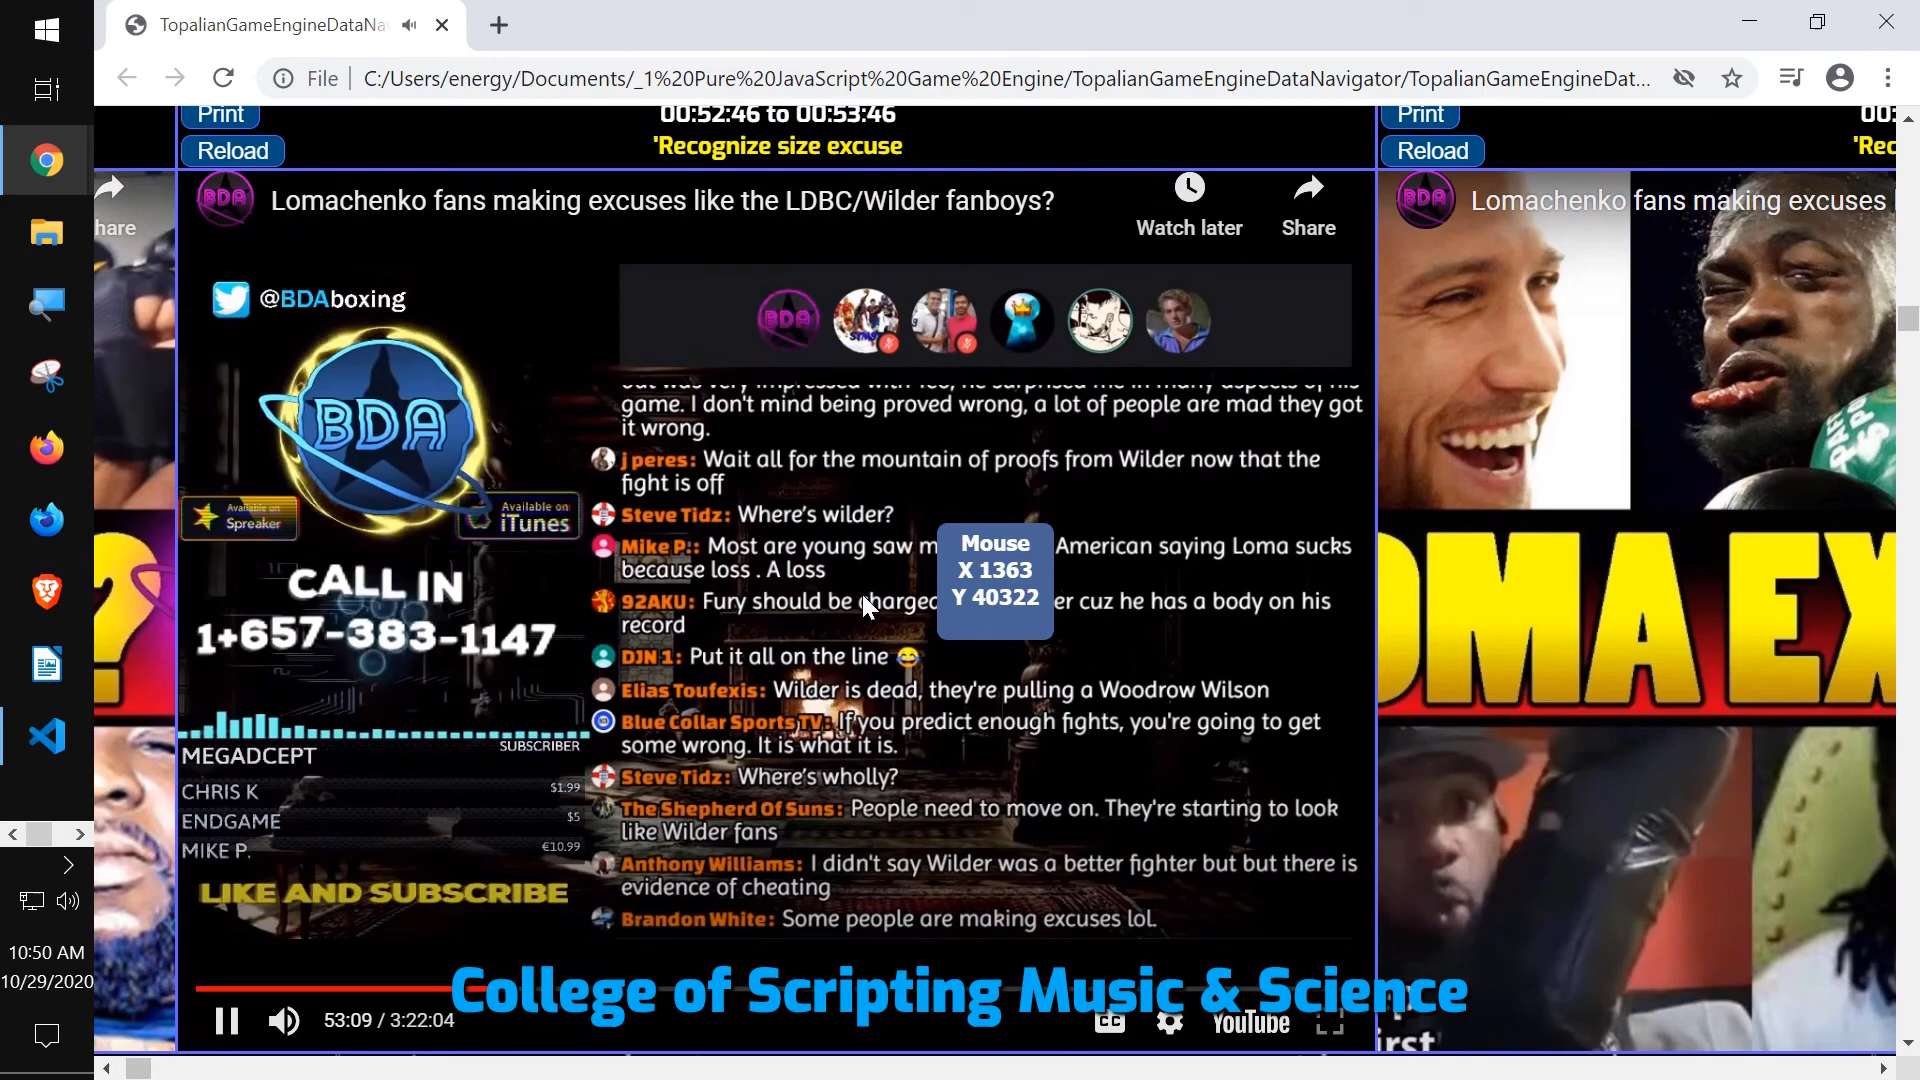 TopalianGameEngineDataNa
File
C:/Users/energy/Documents/_1%20Pure%20JavaScript%20Game%20Engine/TopalianGameEngineDataNavigator/TopalianGameEngineDat...
Print
00:52:46 to 00:53:46
Print
Reload
'Recognize size excuse
Reload
'Rec
hare
BDA
Lomachenko fans making excuses like the LDBC/Wilder fanboys?
Watch later
Share
BDA
Lomachenko fans making excuses
@BDAboxing
BDA
game. I don't mind being proved wrong, a lot of people are mad they got
it wrong.
j peres: Wait all for the mountain of proofs from Wilder now that the
fight is off
Steve Tidz: Where's wilder?
Mike P.: Most are young saw m American saying Loma sucks
because loss . A loss
92AKU: Fury should be charged er cuz he has a body on his
record
DJN 1: Put it all on the line 😂
Elias Toufexis: Wilder is dead, they're pulling a Woodrow Wilson
Blue Collar Sports TV: If you predict enough fights, you're going to get
some wrong. It is what it is.
Steve Tidz: Where's wholly?
The Shepherd Of Suns: People need to move on. They're starting to look
like Wilder fans
Anthony Williams: I didn't say Wilder was a better fighter but but there is
evidence of cheating
Brandon White: Some people are making excuses lol.
Mouse
X 1363
Y 40322
BDA
Available on
Spreaker
Available on
iTunes
CALL IN
1+657-383-1147
SUBSCRIBER
MEGADCEPT
CHRIS K $1.99
ENDGAME $5
MIKE P. €10.99
LIKE AND SUBSCRIBE
OMA EX
College of Scripting Music & Science
53:09 / 3:22:04
CC
YouTube
irst
10:50 AM
10/29/2020